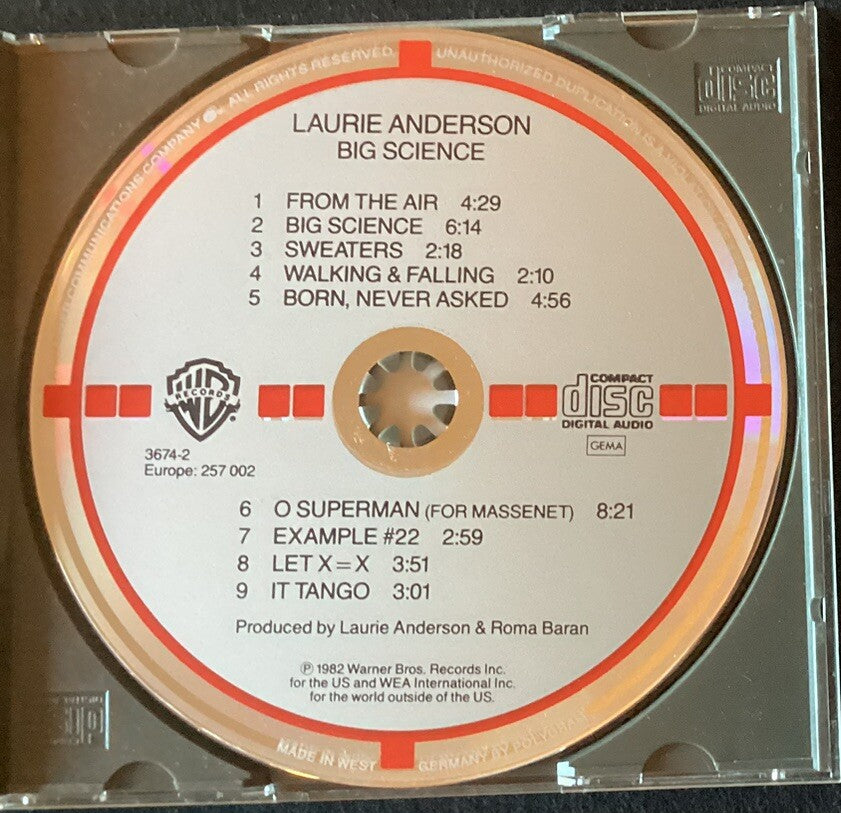 COMMUNICATIONS COMPANY ALL RIGHTS RESERVED UNAUTHORIZED DUPLICATION IS A
COMPACT
disc
DIGITAL AUDIO
LAURIE ANDERSON
BIG SCIENCE
1 FROM THE AIR 4:29
2 BIG SCIENCE 6:14
3 SWEATERS 2:18
4 WALKING & FALLING 2:10
5 BORN, NEVER ASKED 4:56
WB
RECORDS
COMPACT
disc
DIGITAL AUDIO
GEMA
3674-2
Europe: 257 002
6 O SUPERMAN (FOR MASSENET) 8:21
7 EXAMPLE #22 2:59
8 LET X=X 3:51
9 IT TANGO 3:01
Produced by Laurie Anderson & Roma Baran
℗ 1982 Warner Bros. Records Inc.
for the US and WEA International Inc.
for the world outside of the US.
MADE IN WEST GERMANY BY POLYGRAM